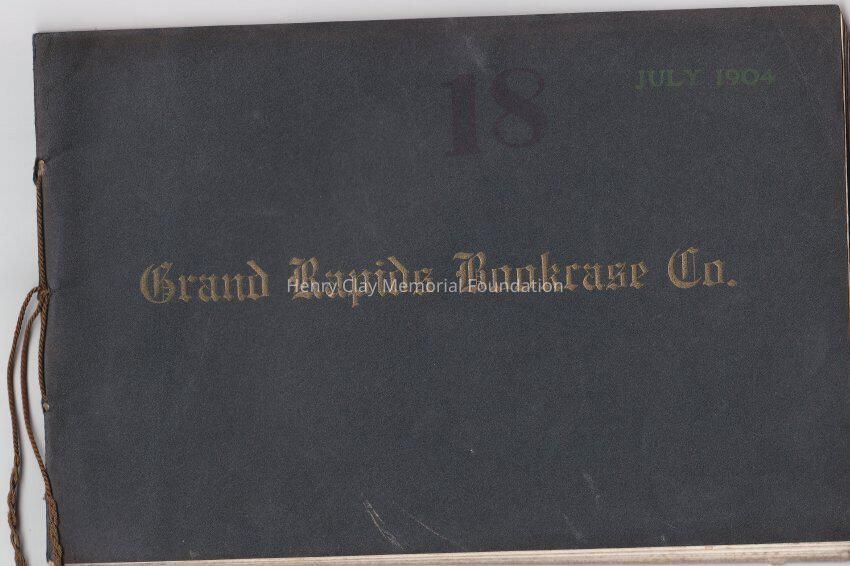 18
JULY 1904
Grand Rapids Bookcase Co.
Henry Clay Memorial Foundation